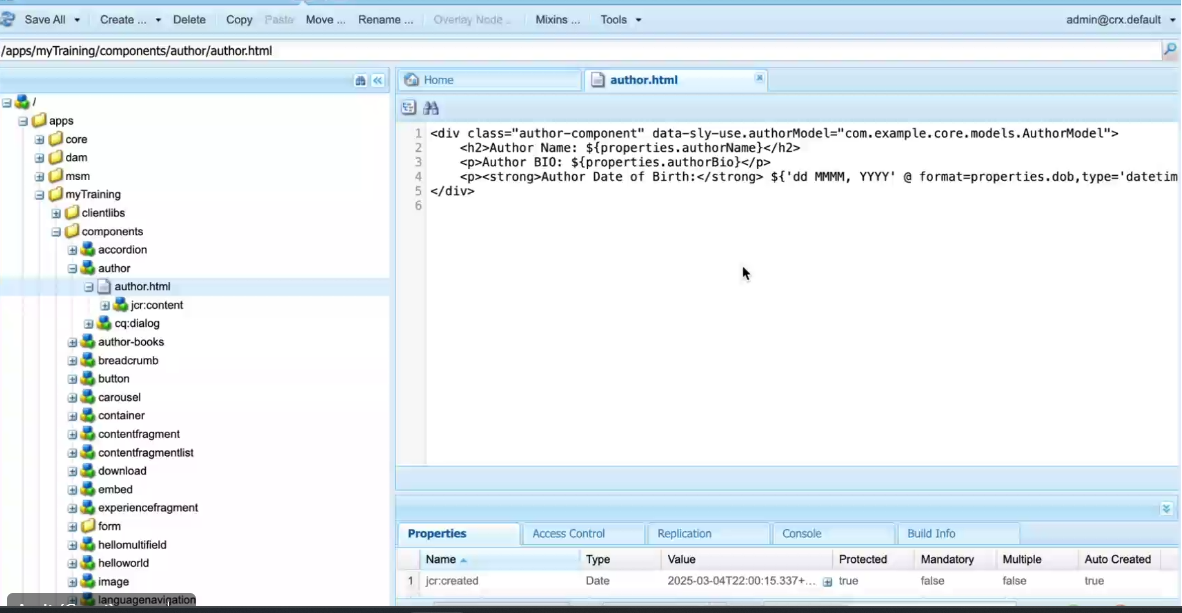 Save All Create ... Delete Copy Paste Move ... Rename ... Overlay Node ... Mixins ... Tools admin@crx.default
/apps/myTraining/components/author/author.html
Home author.html
/
apps
core
dam
msm
myTraining
clientlibs
components
accordion
author
author.html
jcr:content
cq:dialog
author-books
breadcrumb
button
carousel
container
contentfragment
contentfragmentlist
download
embed
experiencefragment
form
hellomultifield
helloworld
image
languagenavigation
1 <div class="author-component" data-sly-use.authorModel="com.example.core.models.AuthorModel">
2 <h2>Author Name: ${properties.authorName}</h2>
3 <p>Author BIO: ${properties.authorBio}</p>
4 <p><strong>Author Date of Birth:</strong> ${'dd MMMM, YYYY' @ format=properties.dob,type='datetim
5 </div>
6
Properties Access Control Replication Console Build Info
Name Type Value Protected Mandatory Multiple Auto Created
1 jcr:created Date 2025-03-04T22:00:15.337+... true false false true